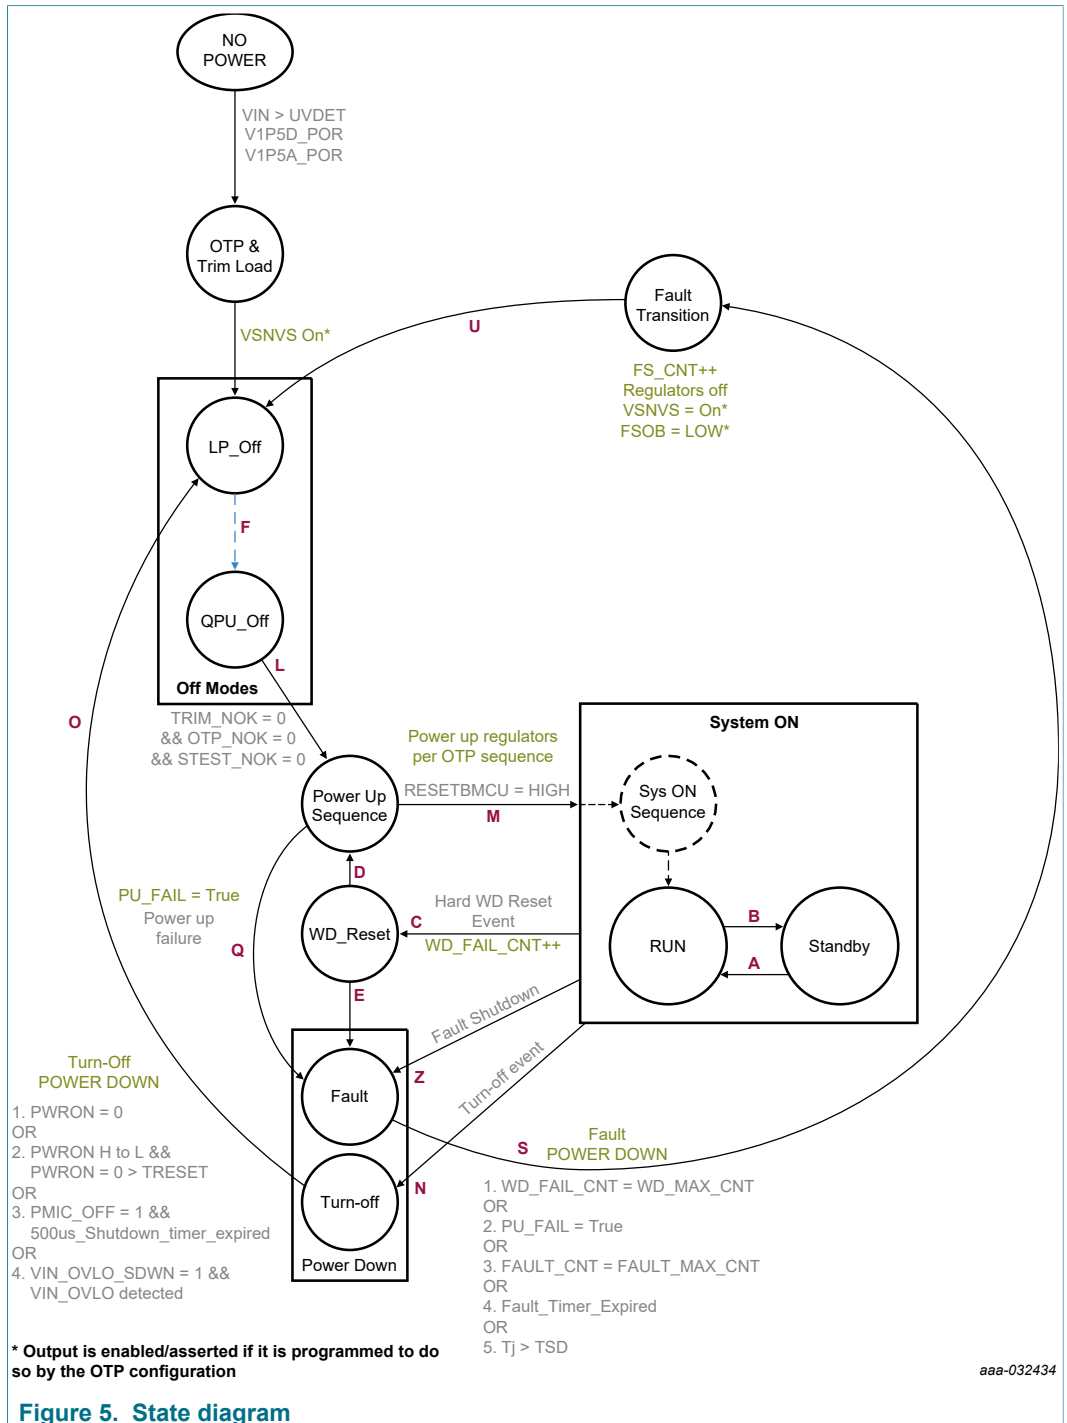 NO
POWER
VIN > UVDET
V1P5D_POR
V1P5A_POR
OTP &
Trim Load
VSNVS On*
Fault
Transition
U
FS_CNT++
Regulators off
VSNVS = On*
FSOB = LOW*
LP_Off
F
QPU_Off
L
Off Modes
O
TRIM_NOK = 0
&& OTP_NOK = 0
&& STEST_NOK = 0
Power up regulators
per OTP sequence
System ON
Power Up
Sequence
RESETBMCU = HIGH
M
Sys ON
Sequence
D
PU_FAIL = True
Power up
failure
Q
WD_Reset
C
Hard WD Reset
Event
WD_FAIL_CNT++
RUN
B
A
Standby
E
Fault Shutdown
Z
Turn-off event
Fault
Turn-Off
POWER DOWN
1. PWRON = 0
OR
2. PWRON H to L &&
PWRON = 0 > TRESET
OR
3. PMIC_OFF = 1 &&
500us_Shutdown_timer_expired
OR
4. VIN_OVLO_SDWN = 1 &&
VIN_OVLO detected
Turn-off
N
Power Down
S
Fault
POWER DOWN
1. WD_FAIL_CNT = WD_MAX_CNT
OR
2. PU_FAIL = True
OR
3. FAULT_CNT = FAULT_MAX_CNT
OR
4. Fault_Timer_Expired
OR
5. Tj > TSD
* Output is enabled/asserted if it is programmed to do
so by the OTP configuration
aaa-032434
Figure 5. State diagram